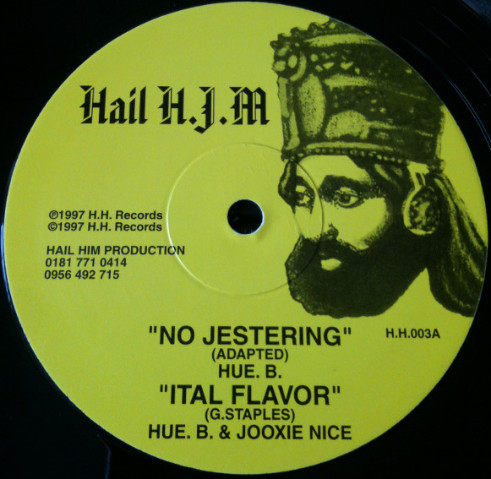 Hail H.I.M
℗1997 H.H. Records
©1997 H.H. Records
HAIL HIM PRODUCTION
0181 771 0414
0956 492 715
"NO JESTERING"
H.H.003A
(ADAPTED)
HUE. B.
"ITAL FLAVOR"
(G.STAPLES)
HUE. B. & JOOXIE NICE